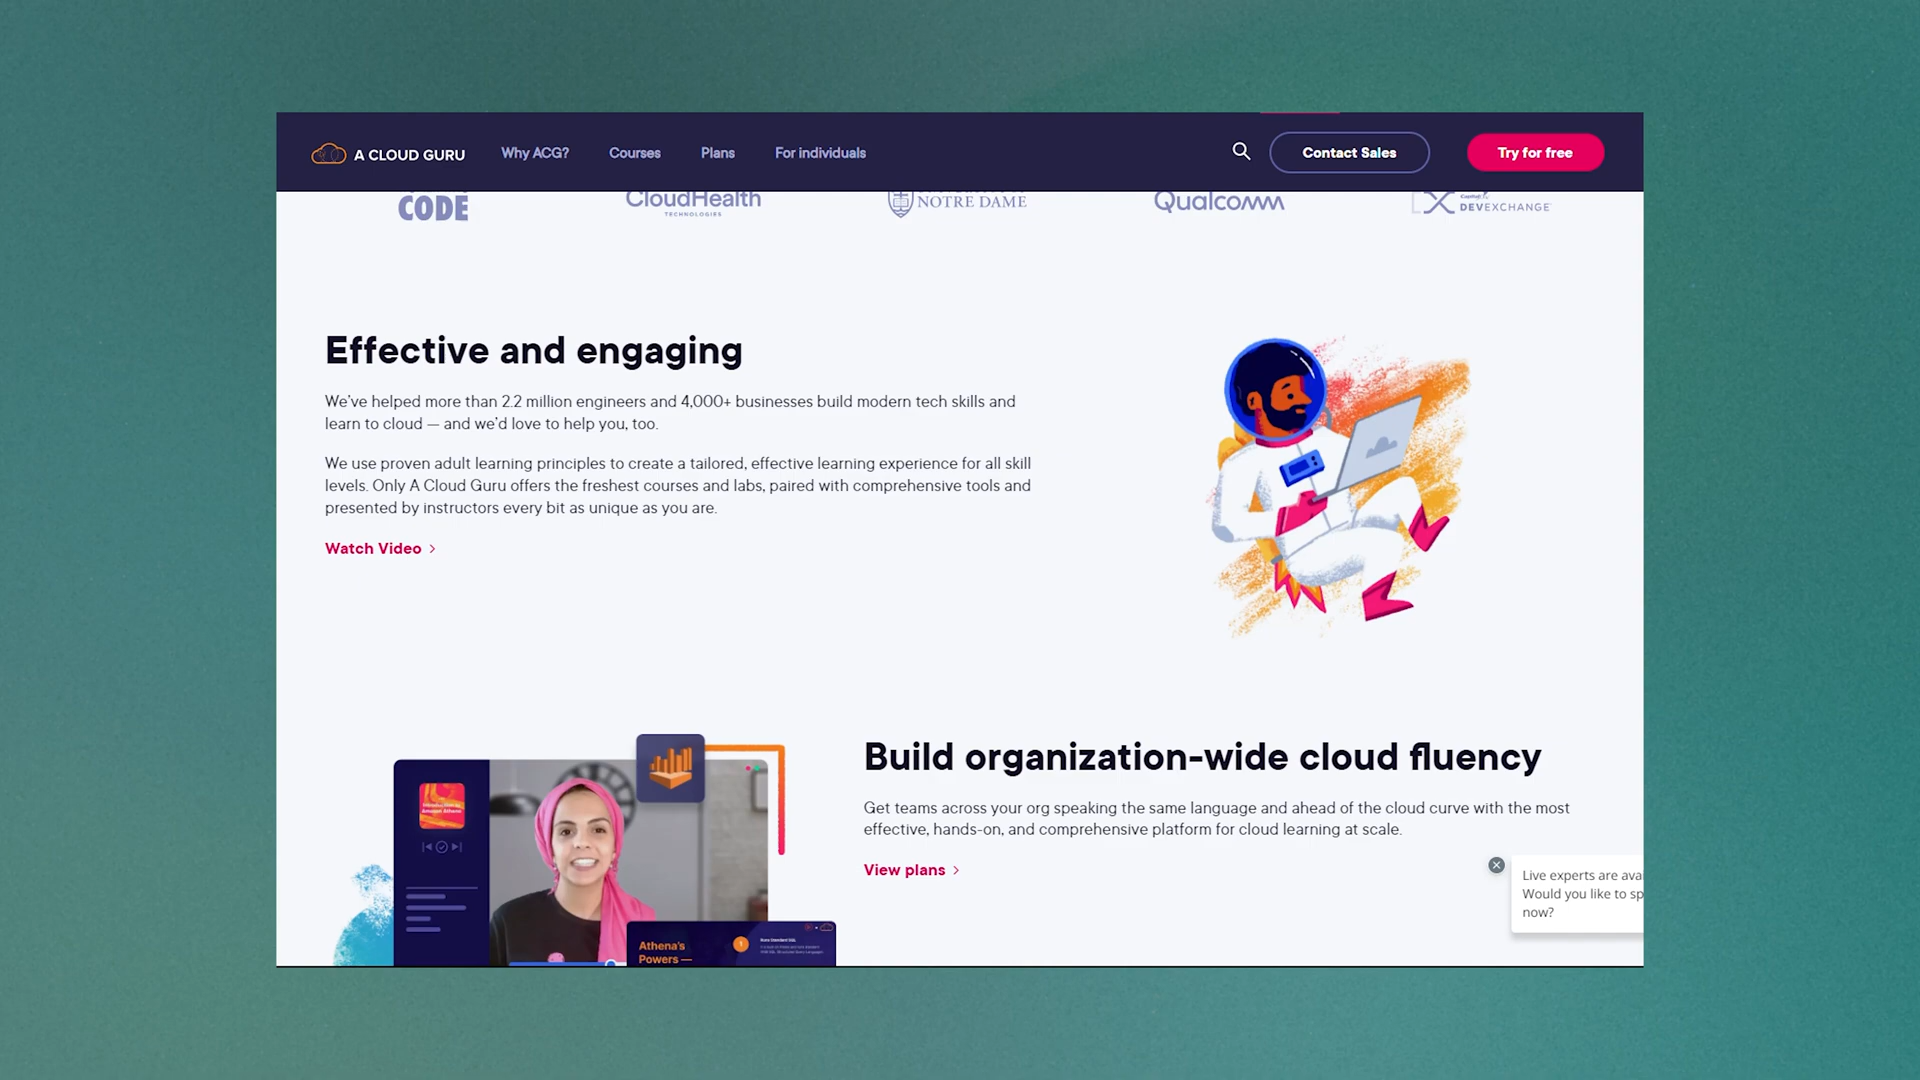 A CLOUD GURU
Why ACG?
Courses
Plans
For individuals
Contact Sales
Try for free
CODE
CloudHealth
TECHNOLOGIES
NOTRE DAME
Qualcomm
DEVEXCHANGE
Effective and engaging
We've helped more than 2.2 million engineers and 4,000+ businesses build modern tech skills and
learn to cloud — and we'd love to help you, too.
We use proven adult learning principles to create a tailored, effective learning experience for all skill
levels. Only A Cloud Guru offers the freshest courses and labs, paired with comprehensive tools and
presented by instructors every bit as unique as you are.
Watch Video
Build organization-wide cloud fluency
Get teams across your org speaking the same language and ahead of the cloud curve with the most
effective, hands-on, and comprehensive platform for cloud learning at scale.
View plans
Introduction to
Amazon Athena
Athena's
Powers —
1
Live experts are ava
Would you like to sp
now?